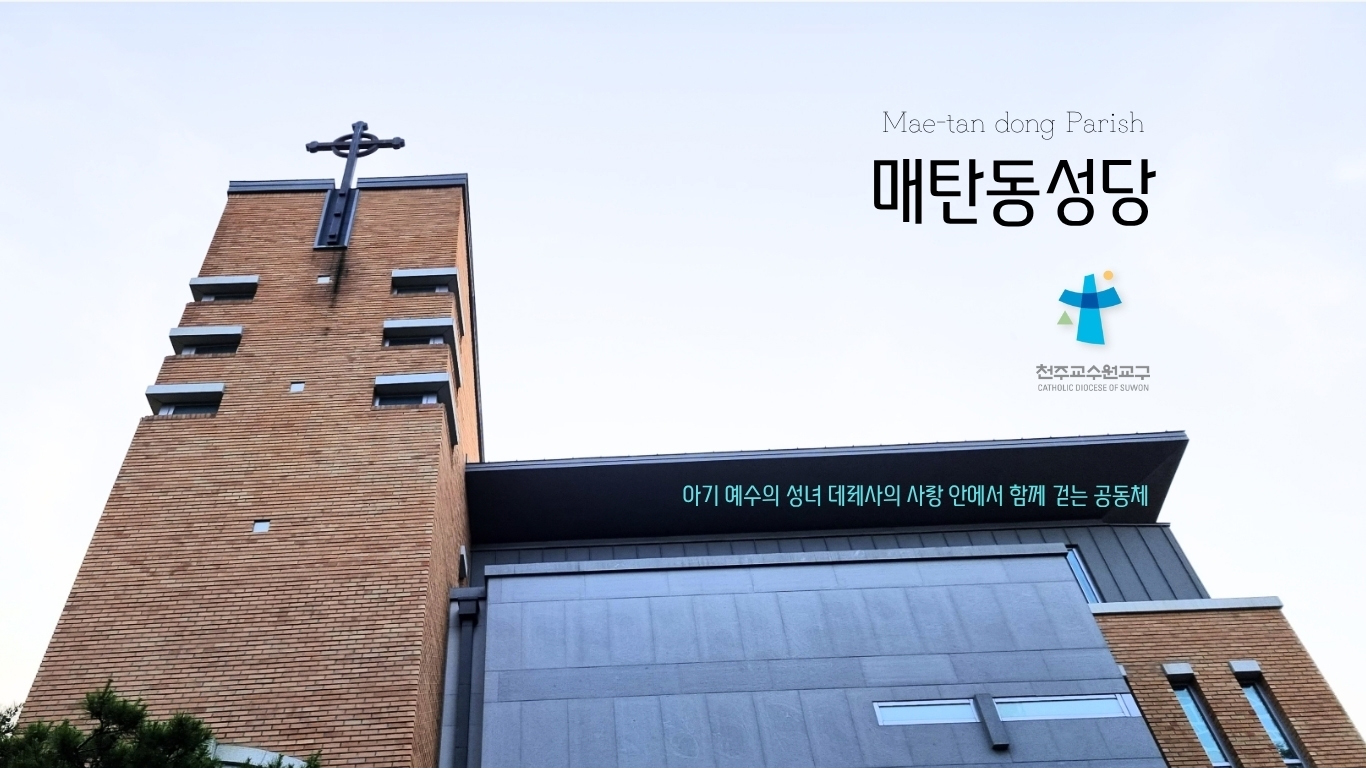 Mae-tan dong Parish
매탄동성당
천주교수원교구
CATHOLIC DIOCESE OF SUWON
아기 예수의 성녀 데레사의 사랑 안에서 함께 걷는 공동체